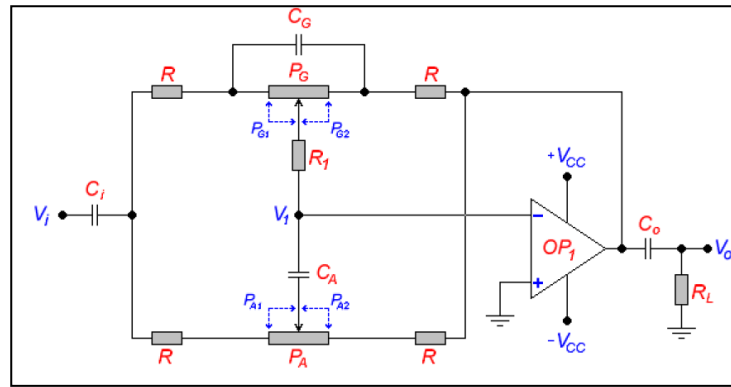 C_G
R P_G R
P_G1 P_G2
R_1
+V_CC
C_i C_o
V_i V_1 − OP_1 V_o
C_A + R_L
P_A1 P_A2
−V_CC
R P_A R